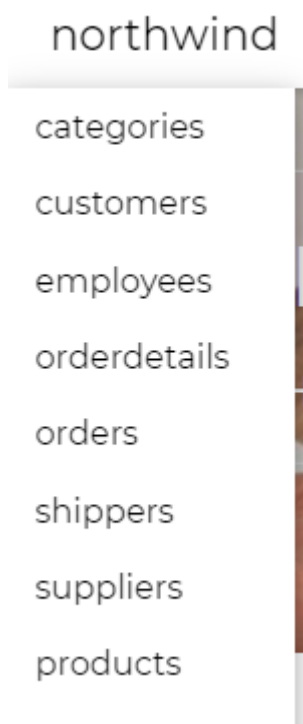 northwind
categories
customers
employees
orderdetails
orders
shippers
suppliers
products